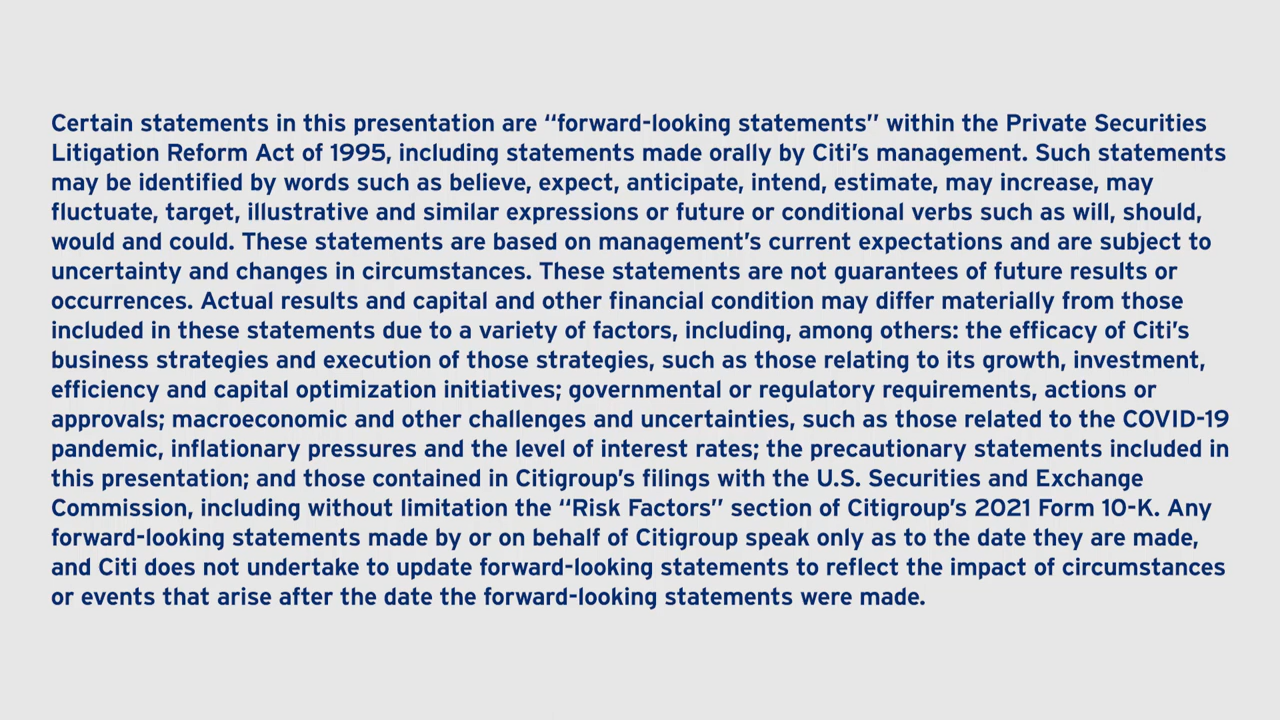 Certain statements in this presentation are “forward-looking statements” within the Private Securities
Litigation Reform Act of 1995, including statements made orally by Citi’s management. Such statements
may be identified by words such as believe, expect, anticipate, intend, estimate, may increase, may
fluctuate, target, illustrative and similar expressions or future or conditional verbs such as will, should,
would and could. These statements are based on management’s current expectations and are subject to
uncertainty and changes in circumstances. These statements are not guarantees of future results or
occurrences. Actual results and capital and other financial condition may differ materially from those
included in these statements due to a variety of factors, including, among others: the efficacy of Citi’s
business strategies and execution of those strategies, such as those relating to its growth, investment,
efficiency and capital optimization initiatives; governmental or regulatory requirements, actions or
approvals; macroeconomic and other challenges and uncertainties, such as those related to the COVID-19
pandemic, inflationary pressures and the level of interest rates; the precautionary statements included in
this presentation; and those contained in Citigroup’s filings with the U.S. Securities and Exchange
Commission, including without limitation the “Risk Factors” section of Citigroup’s 2021 Form 10-K. Any
forward-looking statements made by or on behalf of Citigroup speak only as to the date they are made,
and Citi does not undertake to update forward-looking statements to reflect the impact of circumstances
or events that arise after the date the forward-looking statements were made.